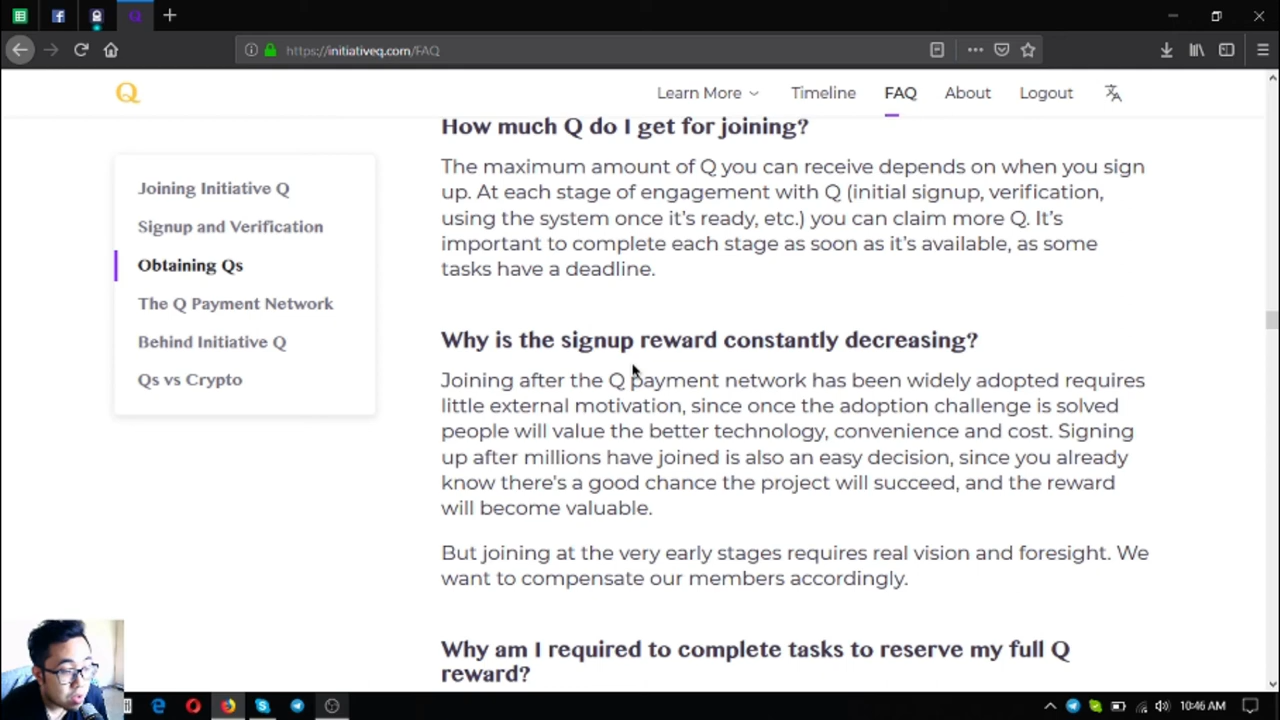 https://initiativeq.com/FAQ
Q
Learn More
Timeline
FAQ
About
Logout
Joining Initiative Q
Signup and Verification
Obtaining Qs
The Q Payment Network
Behind Initiative Q
Qs vs Crypto
How much Q do I get for joining?
The maximum amount of Q you can receive depends on when you sign
up. At each stage of engagement with Q (initial signup, verification,
using the system once it's ready, etc.) you can claim more Q. It's
important to complete each stage as soon as it's available, as some
tasks have a deadline.
Why is the signup reward constantly decreasing?
Joining after the Q payment network has been widely adopted requires
little external motivation, since once the adoption challenge is solved
people will value the better technology, convenience and cost. Signing
up after millions have joined is also an easy decision, since you already
know there's a good chance the project will succeed, and the reward
will become valuable.
But joining at the very early stages requires real vision and foresight. We
want to compensate our members accordingly.
Why am I required to complete tasks to reserve my full Q
reward?
10:46 AM